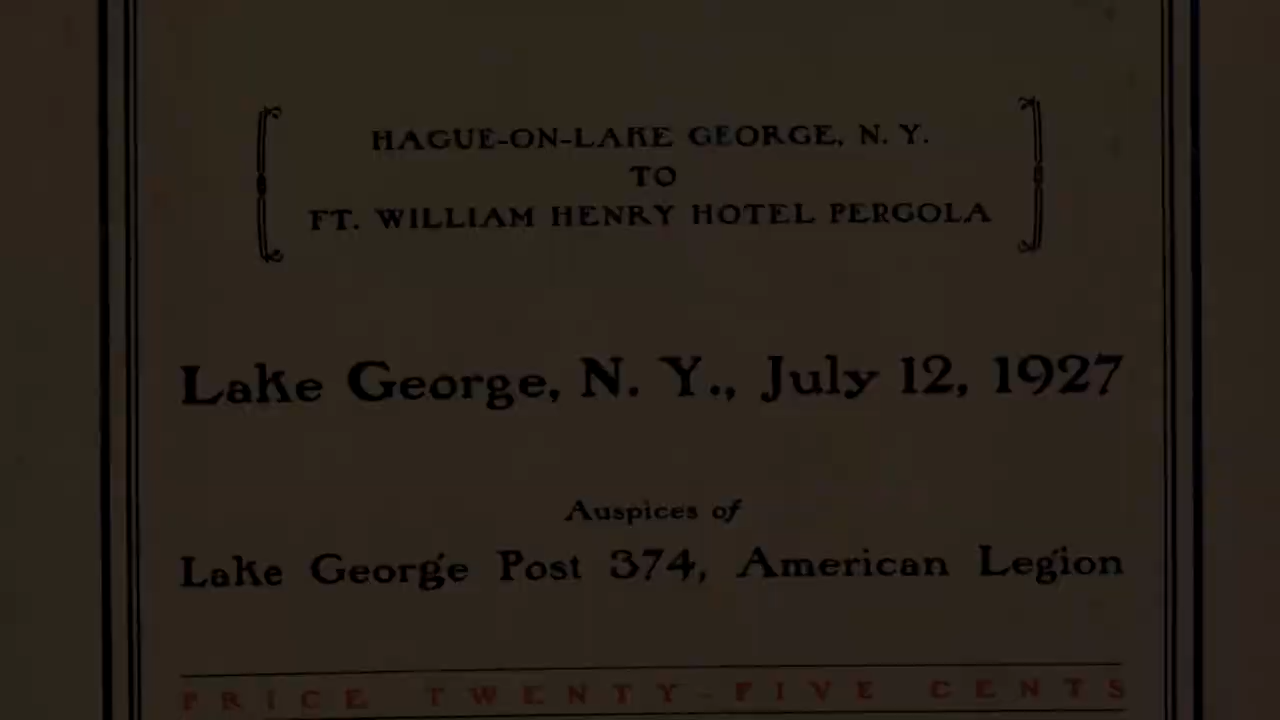 HAGUE-ON-LAKE GEORGE, N. Y.
TO
FT. WILLIAM HENRY HOTEL PERGOLA
Lake George, N. Y., July 12, 1927
Auspices of
Lake George Post 374, American Legion
PRICE TWENTY-FIVE CENTS